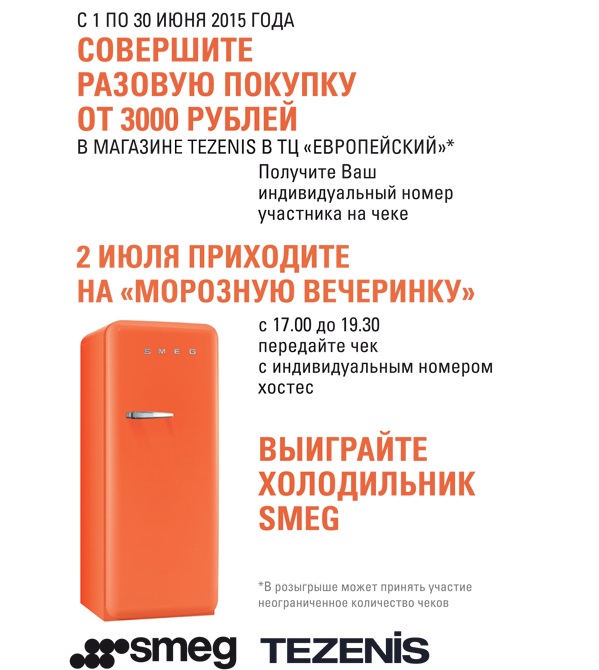 С 1 ПО 30 ИЮНЯ 2015 ГОДА
СОВЕРШИТЕ
РАЗОВУЮ ПОКУПКУ
ОТ 3000 РУБЛЕЙ
В МАГАЗИНЕ TEZENIS В ТЦ «ЕВРОПЕЙСКИЙ»*
Получите Ваш
индивидуальный номер
участника на чеке
2 ИЮЛЯ ПРИХОДИТЕ
НА «МОРОЗНУЮ ВЕЧЕРИНКУ»
с 17.00 до 19.30
передайте чек
с индивидуальным номером
хостес
SMEG
ВЫИГРАЙТЕ
ХОЛОДИЛЬНИК
SMEG
*В розыгрыше может принять участие
неограниченное количество чеков
smeg TEZENIS